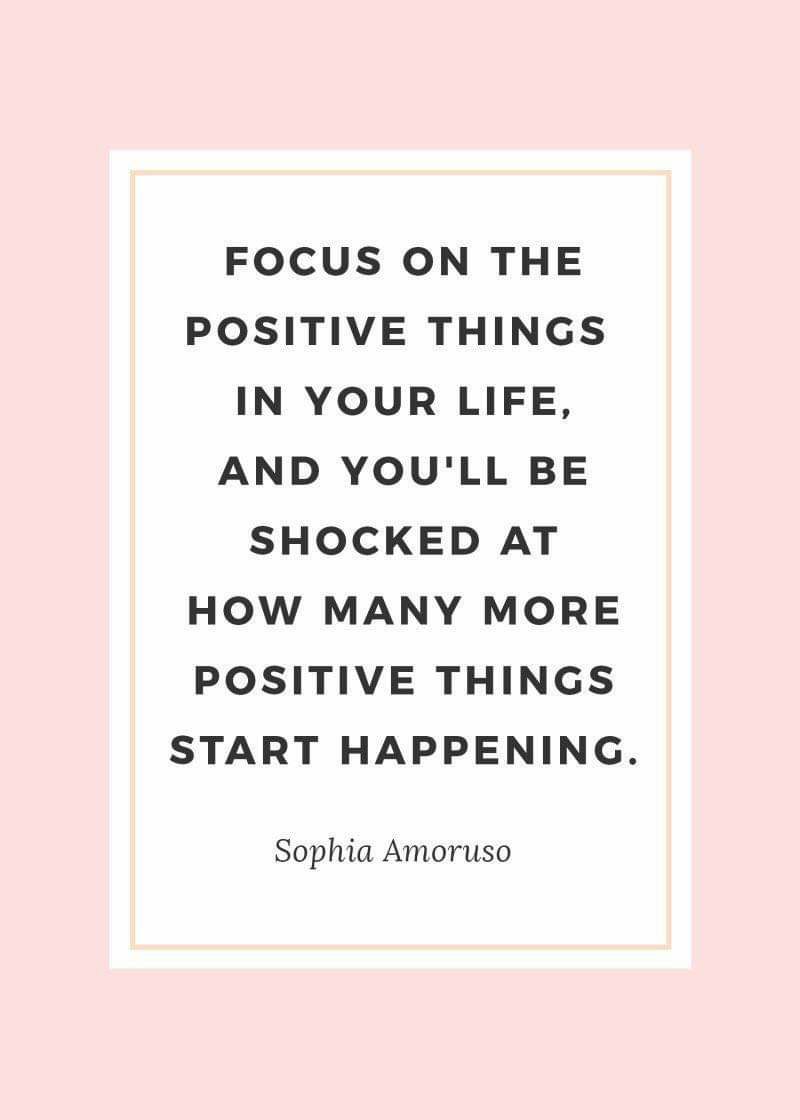 FOCUS ON THE
POSITIVE THINGS
IN YOUR LIFE,
AND YOU'LL BE
SHOCKED AT
HOW MANY MORE
POSITIVE THINGS
START HAPPENING.
Sophia Amoruso